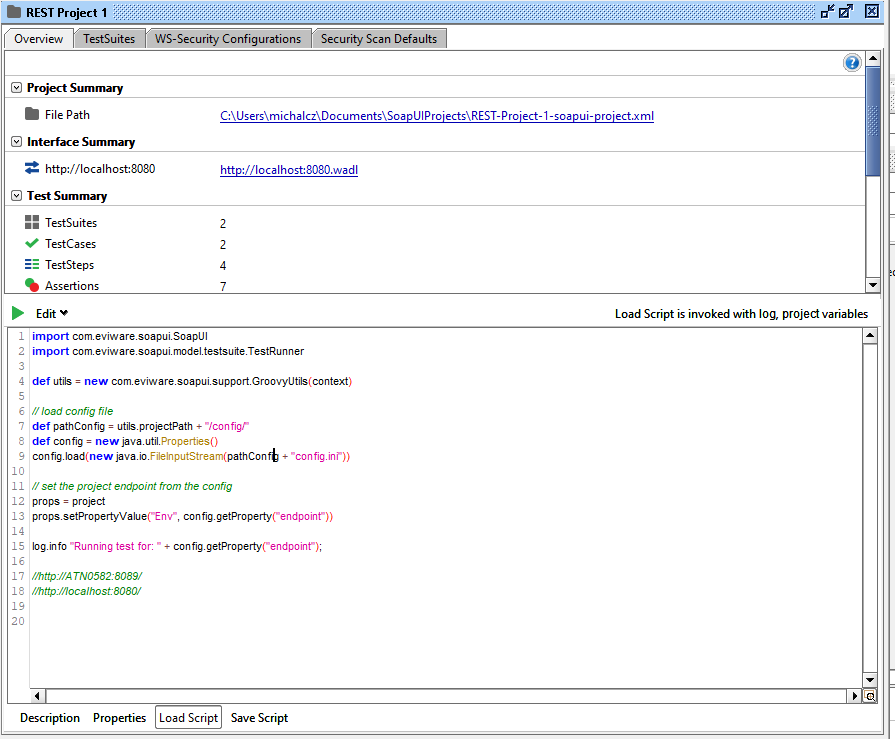 REST Project 1
Overview TestSuites WS-Security Configurations Security Scan Defaults
?
Project Summary
File Path C:\Users\michalcz\Documents\SoapUIProjects\REST-Project-1-soapui-project.xml
Interface Summary
http://localhost:8080 http://localhost:8080.wadl
Test Summary
TestSuites 2
TestCases 2
TestSteps 4
Assertions 7
Edit Load Script is invoked with log, project variables
1 import com.eviware.soapui.SoapUI
2 import com.eviware.soapui.model.testsuite.TestRunner
3
4 def utils = new com.eviware.soapui.support.GroovyUtils(context)
5
6 // load config file
7 def pathConfig = utils.projectPath + "/config/"
8 def config = new java.util.Properties()
9 config.load(new java.io.FileInputStream(pathConfig + "config.ini"))
10
11 // set the project endpoint from the config
12 props = project
13 props.setPropertyValue("Env", config.getProperty("endpoint"))
14
15 log.info "Running test for: " + config.getProperty("endpoint");
16
17 //http://ATN0582:8089/
18 //http://localhost:8080/
19
20
Description Properties Load Script Save Script